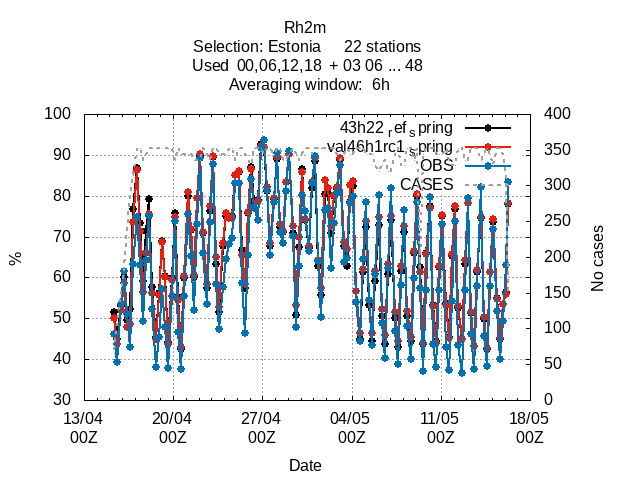 Rh2m
Selection: Estonia 22 stations
Used 00,06,12,18 + 03 06 ... 48
Averaging window: 6h
43h22_ref_spring
val46h1rc1_spring
OBS
CASES
100
90
80
70
60
50
40
30
%
400
350
300
250
200
150
100
50
0
No cases
13/04 20/04 27/04 04/05 11/05 18/05
00Z 00Z 00Z 00Z 00Z 00Z
Date